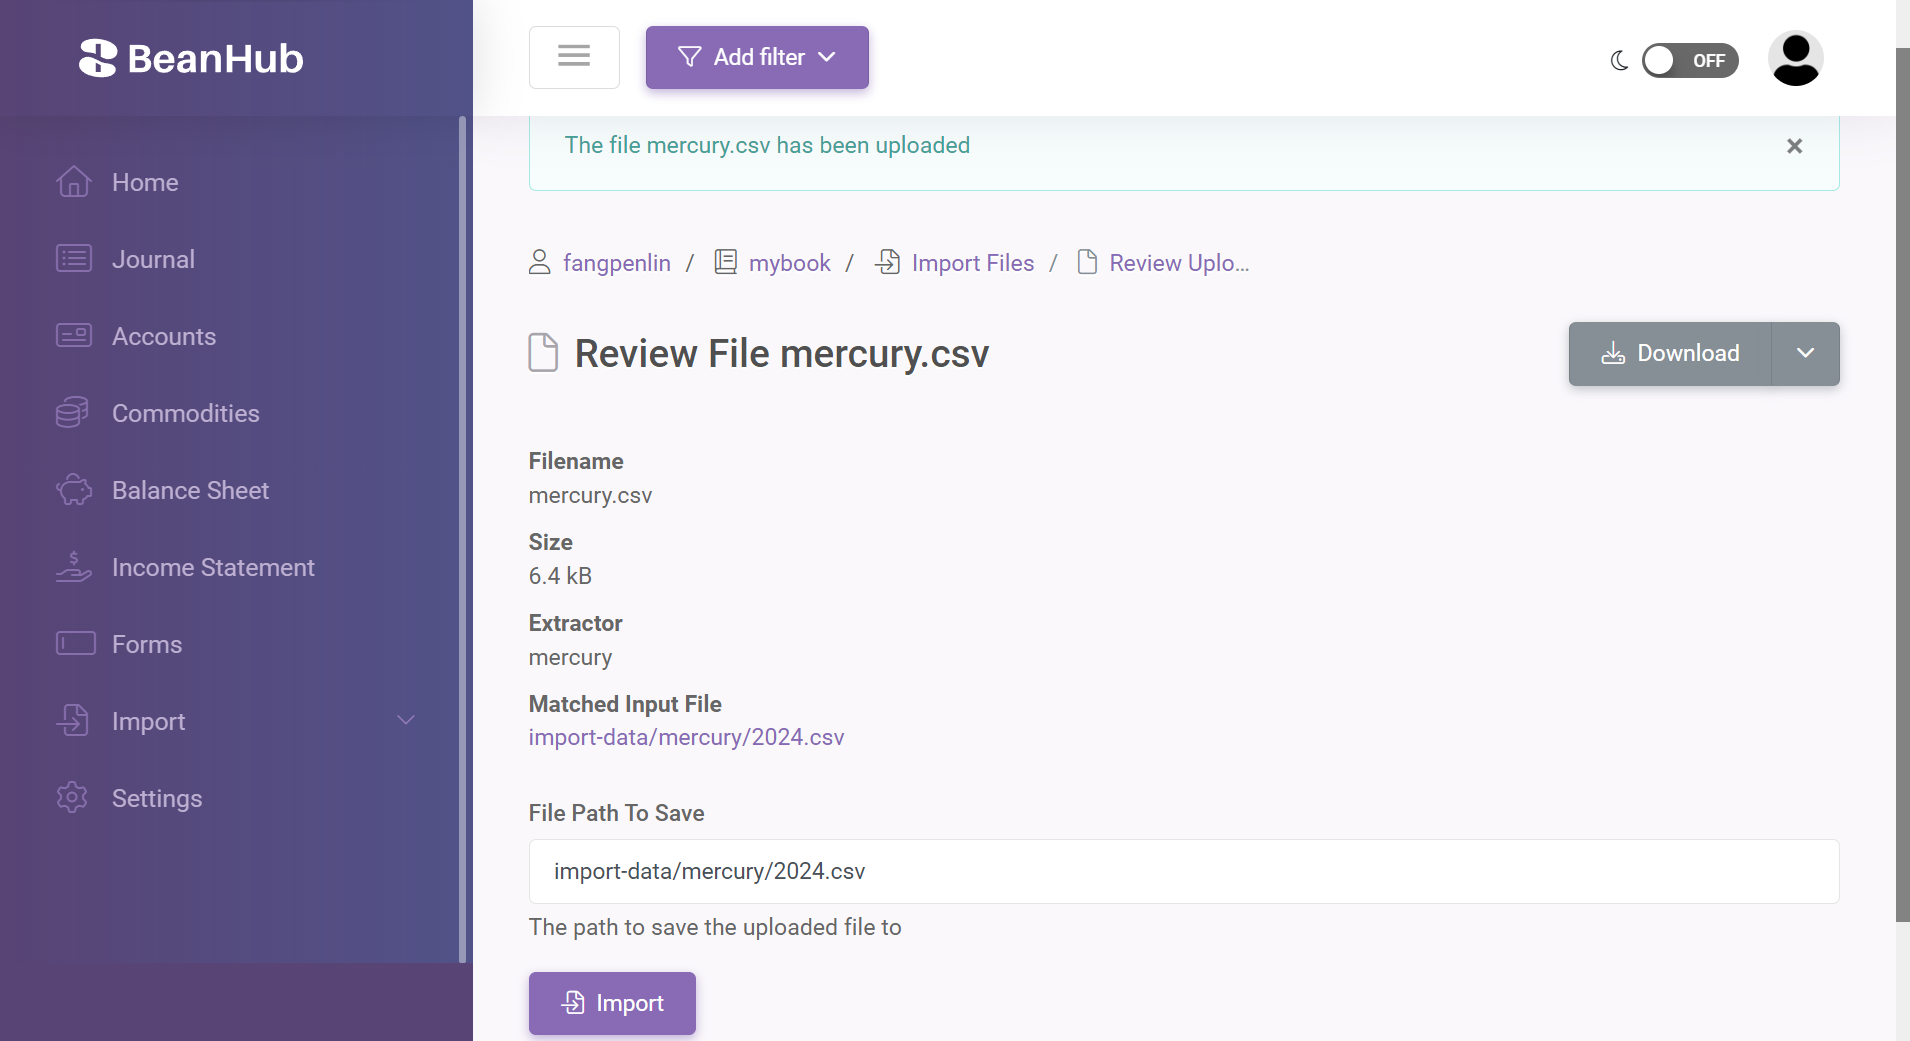 BeanHub
Home
Journal
Accounts
Commodities
Balance Sheet
Income Statement
Forms
Import
Settings
Add filter
OFF
The file mercury.csv has been uploaded
fangpenlin / mybook / Import Files / Review Uplo...
Review File mercury.csv
Download
Filename
mercury.csv
Size
6.4 kB
Extractor
mercury
Matched Input File
import-data/mercury/2024.csv
File Path To Save
import-data/mercury/2024.csv
The path to save the uploaded file to
Import